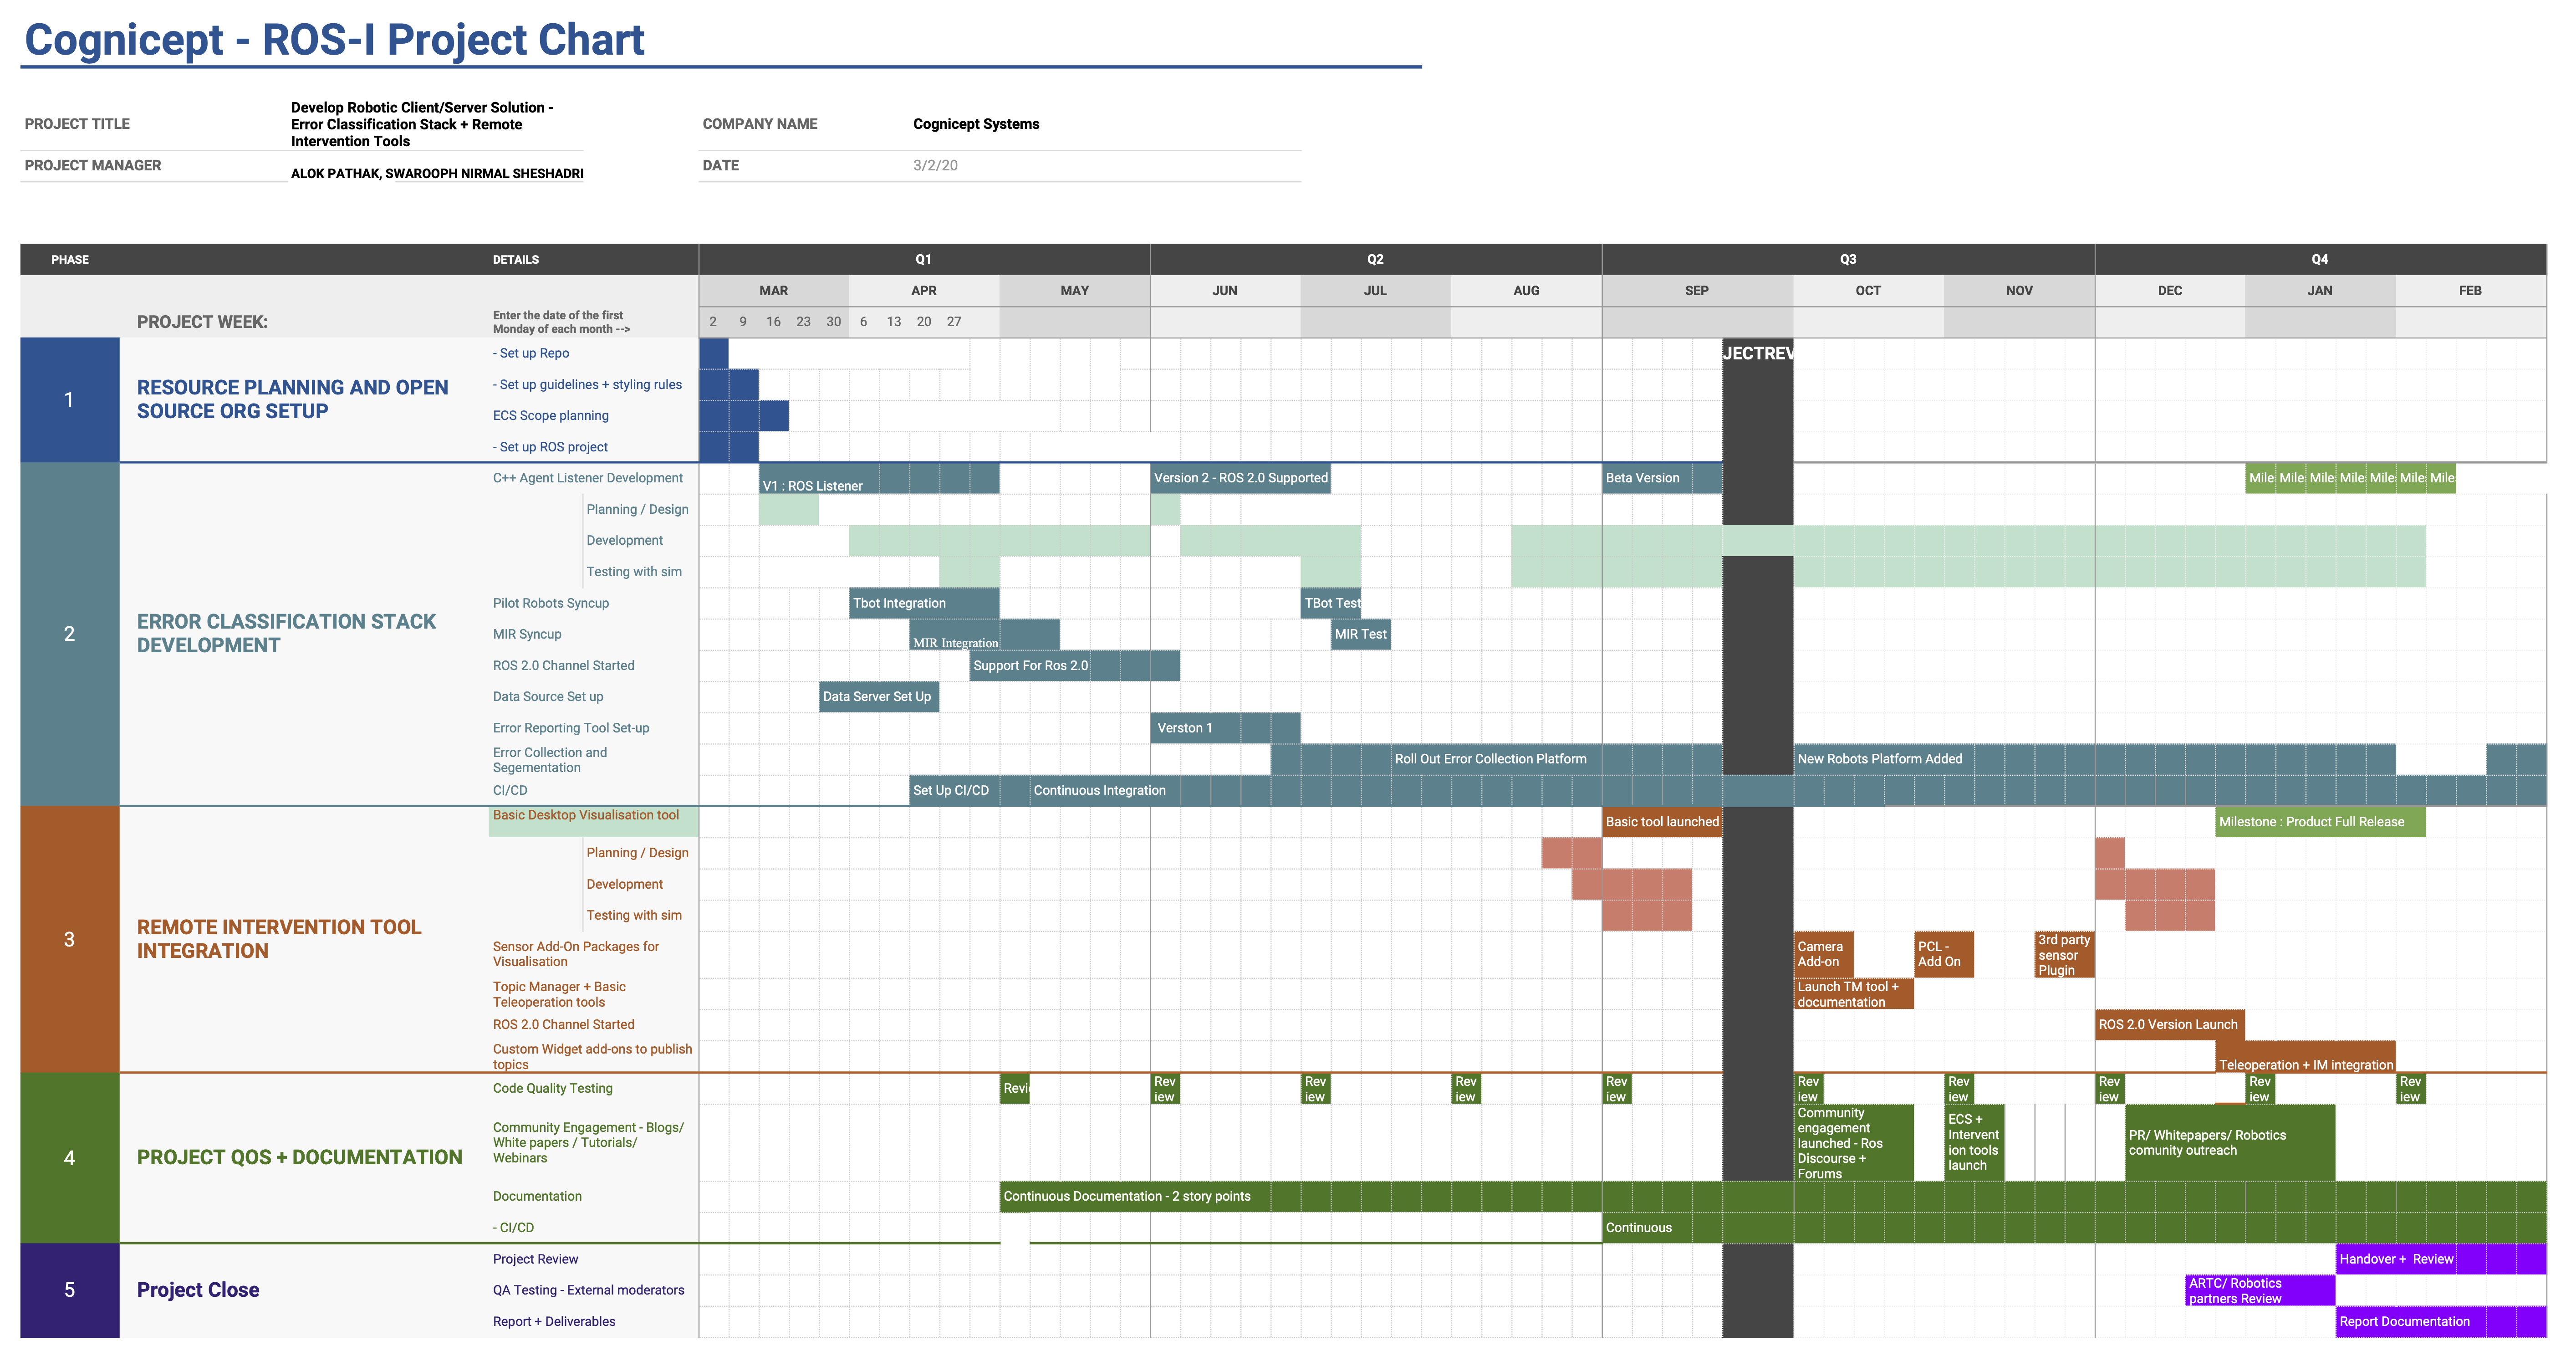 Cognicept - ROS-I Project Chart
PROJECT TITLE
Develop Robotic Client/Server Solution -
Error Classification Stack + Remote
Intervention Tools
COMPANY NAME
Cognicept Systems
PROJECT MANAGER
ALOK PATHAK, SWAROOPH NIRMAL SHESHADRI
DATE
3/2/20
PHASE DETAILS Q1 Q2 Q3 Q4
MAR APR MAY JUN JUL AUG SEP OCT NOV DEC JAN FEB
PROJECT WEEK:
Enter the date of the first
Monday of each month -->
2 9 16 23 30 6 13 20 27
1
RESOURCE PLANNING AND OPEN
SOURCE ORG SETUP
- Set up Repo
JECTREV
- Set up guidelines + styling rules
ECS Scope planning
- Set up ROS project
2
ERROR CLASSIFICATION STACK
DEVELOPMENT
C++ Agent Listener Development
V1 : ROS Listener
Version 2 - ROS 2.0 Supported
Beta Version
Mile Mile Mile Mile Mile Mile Mile
Planning / Design
Development
Testing with sim
Pilot Robots Syncup
Tbot Integration
TBot Test
MIR Syncup
MIR Integration
MIR Test
ROS 2.0 Channel Started
Support For Ros 2.0
Data Source Set up
Data Server Set Up
Error Reporting Tool Set-up
Verston 1
Error Collection and
Segementation
Roll Out Error Collection Platform
New Robots Platform Added
CI/CD
Set Up CI/CD
Continuous Integration
3
REMOTE INTERVENTION TOOL
INTEGRATION
Basic Desktop Visualisation tool
Basic tool launched
Milestone : Product Full Release
Planning / Design
Development
Testing with sim
Sensor Add-On Packages for
Visualisation
Camera
Add-on
PCL -
Add On
3rd party
sensor
Plugin
Topic Manager + Basic
Teleoperation tools
Launch TM tool +
documentation
ROS 2.0 Channel Started
ROS 2.0 Version Launch
Custom Widget add-ons to publish
topics
Teleoperation + IM integration
4
PROJECT QOS + DOCUMENTATION
Code Quality Testing
Revi
Rev
iew
Rev
iew
Rev
iew
Rev
iew
Rev
iew
Rev
iew
Rev
iew
Rev
iew
Rev
iew
Community Engagement - Blogs/
White papers / Tutorials/
Webinars
Community
engagement
launched - Ros
Discourse +
Forums
ECS +
Intervent
ion tools
launch
PR/ Whitepapers/ Robotics
comunity outreach
Documentation
Continuous Documentation - 2 story points
- CI/CD
Continuous
5
Project Close
Project Review
Handover + Review
QA Testing - External moderators
ARTC/ Robotics
partners Review
Report + Deliverables
Report Documentation